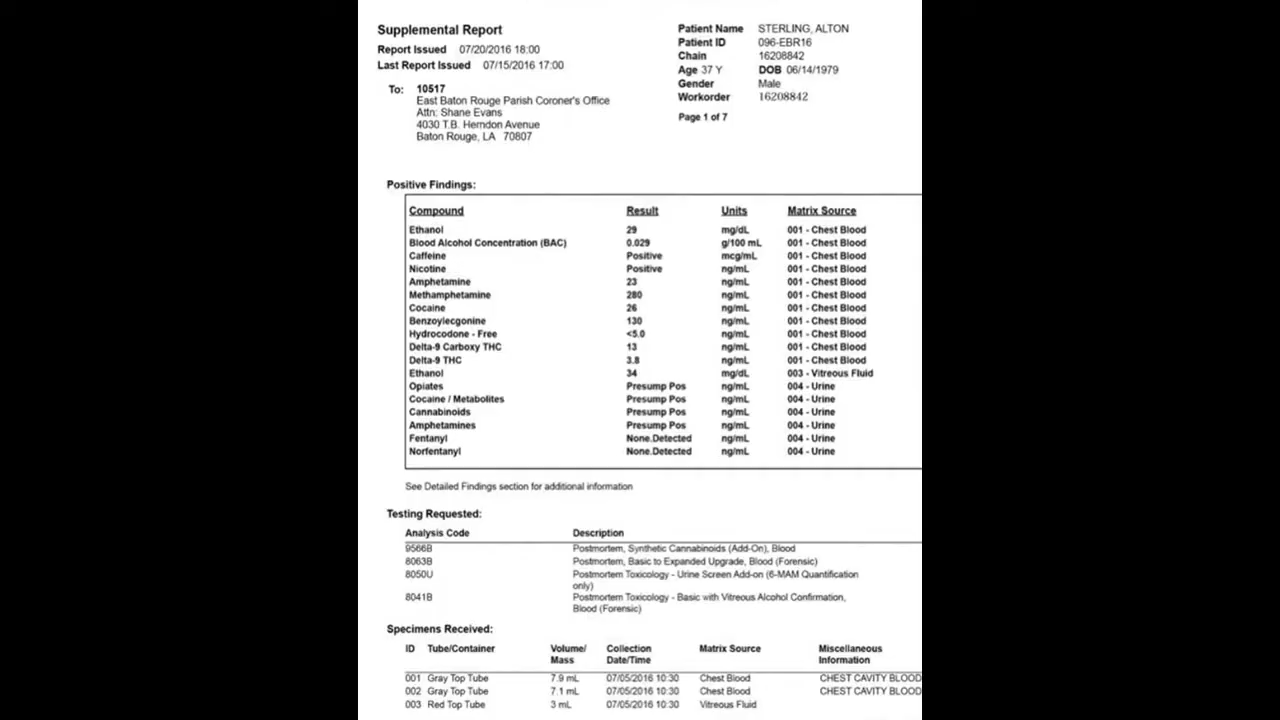 Supplemental Report
Report Issued 07/20/2016 18:00
Last Report Issued 07/15/2016 17:00
To: 10517
East Baton Rouge Parish Coroner's Office
Attn: Shane Evans
4030 T.B. Herndon Avenue
Baton Rouge, LA 70807
Patient Name STERLING, ALTON
Patient ID 096-EBR16
Chain 16208842
Age 37 Y DOB 06/14/1979
Gender Male
Workorder 16208842
Page 1 of 7
Positive Findings:
Compound Result Units Matrix Source
Ethanol 29 mg/dL 001 - Chest Blood
Blood Alcohol Concentration (BAC) 0.029 g/100 mL 001 - Chest Blood
Caffeine Positive mcg/mL 001 - Chest Blood
Nicotine Positive ng/mL 001 - Chest Blood
Amphetamine 23 ng/mL 001 - Chest Blood
Methamphetamine 280 ng/mL 001 - Chest Blood
Cocaine 26 ng/mL 001 - Chest Blood
Benzoylecgonine 130 ng/mL 001 - Chest Blood
Hydrocodone - Free <5.0 ng/mL 001 - Chest Blood
Delta-9 Carboxy THC 13 ng/mL 001 - Chest Blood
Delta-9 THC 3.8 ng/mL 001 - Chest Blood
Ethanol 34 mg/dL 003 - Vitreous Fluid
Opiates Presump Pos ng/mL 004 - Urine
Cocaine / Metabolites Presump Pos ng/mL 004 - Urine
Cannabinoids Presump Pos ng/mL 004 - Urine
Amphetamines Presump Pos ng/mL 004 - Urine
Fentanyl None Detected ng/mL 004 - Urine
Norfentanyl None Detected ng/mL 004 - Urine
See Detailed Findings section for additional information
Testing Requested:
Analysis Code Description
9566B Postmortem, Synthetic Cannabinoids (Add-On), Blood
8063B Postmortem, Basic to Expanded Upgrade, Blood (Forensic)
8050U Postmortem Toxicology - Urine Screen Add-on (6-MAM Quantification
only)
8041B Postmortem Toxicology - Basic with Vitreous Alcohol Confirmation,
Blood (Forensic)
Specimens Received:
ID Tube/Container Volume/ Collection Matrix Source Miscellaneous
Mass Date/Time Information
001 Gray Top Tube 7.9 mL 07/05/2016 10:30 Chest Blood CHEST CAVITY BLOOD
002 Gray Top Tube 7.1 mL 07/05/2016 10:30 Chest Blood CHEST CAVITY BLOOD
003 Red Top Tube 3 mL 07/05/2016 10:30 Vitreous Fluid